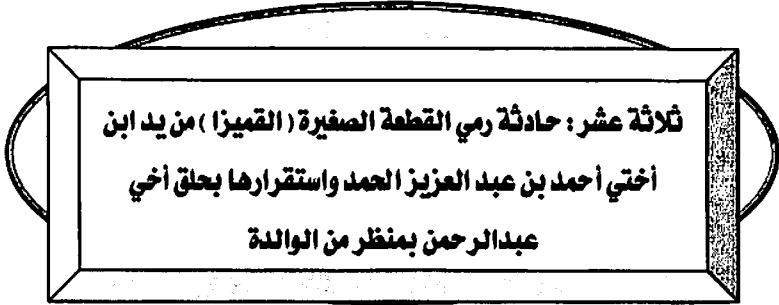 ثلاثة عشر : حادثة رمي القطعة الصغيرة ( القميزا ) من يد ابن
أختي أحمد بن عبد العزيز الحمد واستقرارها بحلق أخي
عبدالرحمن بمنظر من الوالدة